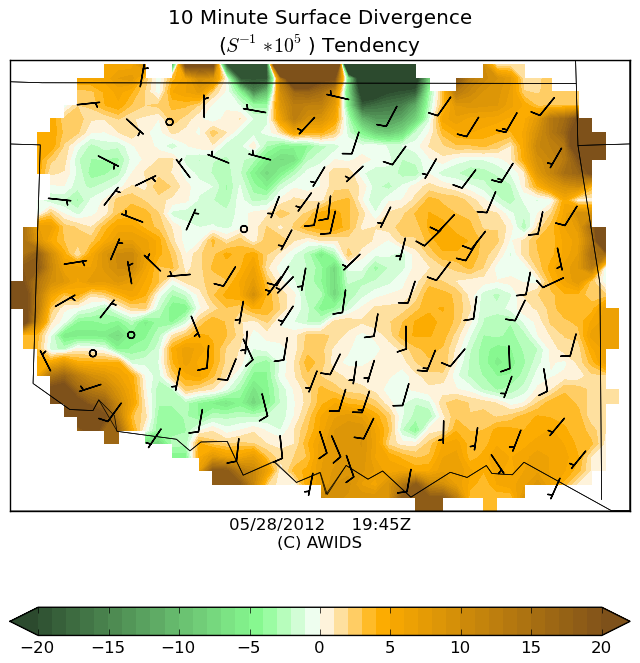 10 Minute Surface Divergence
(S⁻¹ * 10⁵ ) Tendency
05/28/2012 19:45Z
(C) AWIDS
−20 −15 −10 −5 0 5 10 15 20